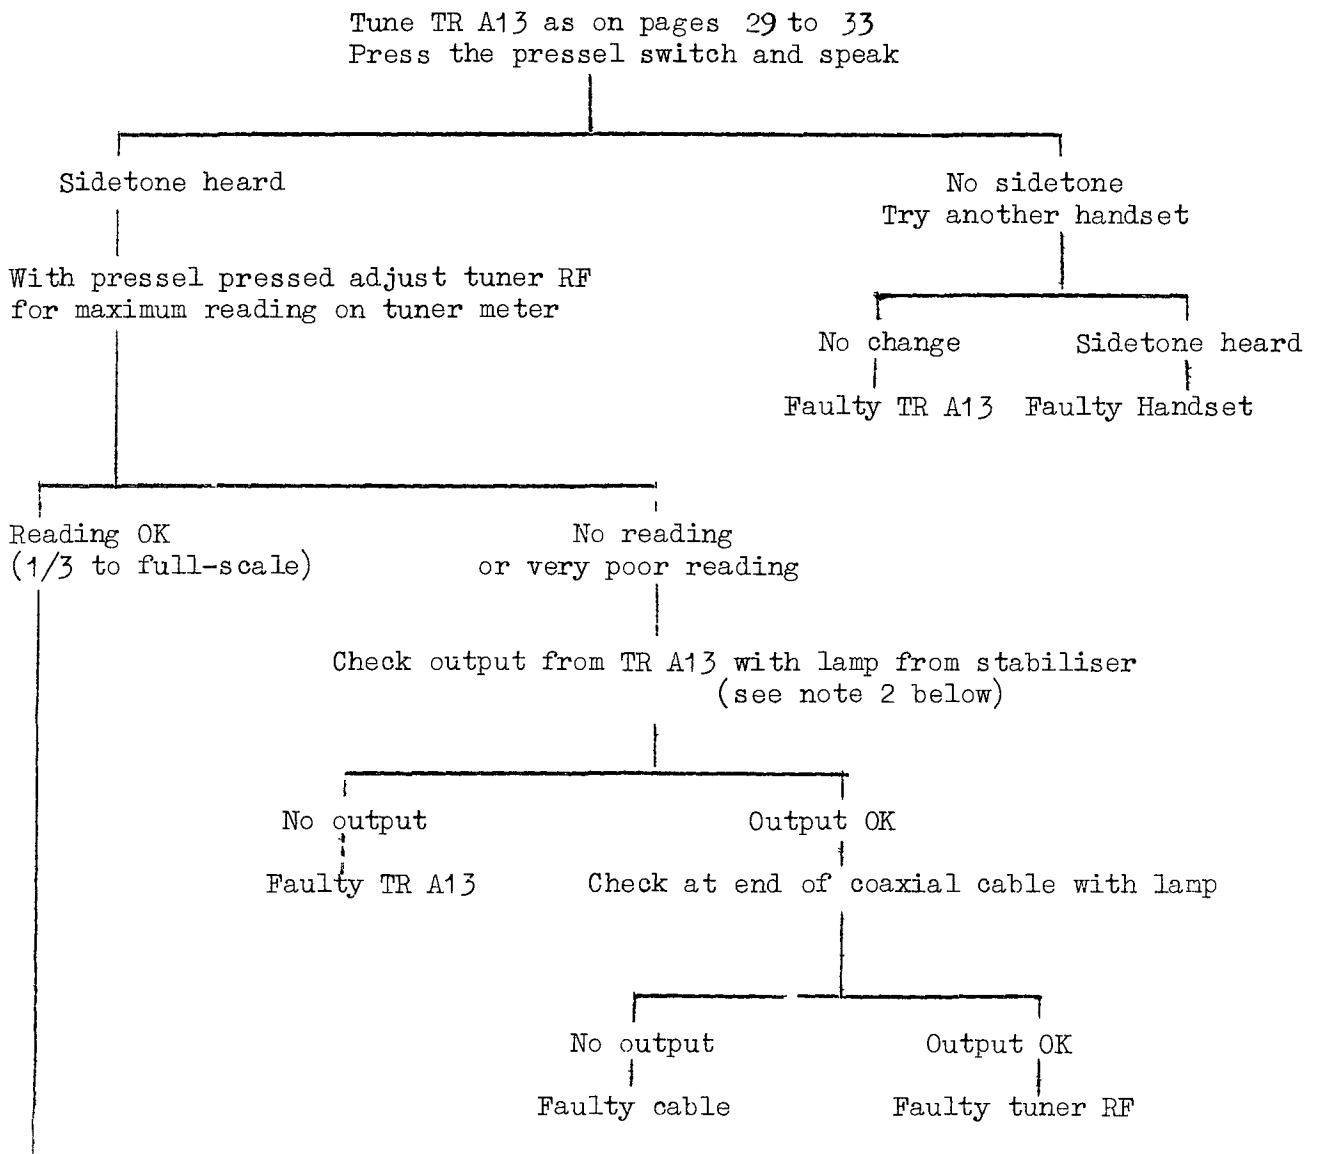 Tune TR A13 as on pages 29 to 33
Press the pressel switch and speak
Sidetone heard
No sidetone
Try another handset
With pressel pressed adjust tuner RF
for maximum reading on tuner meter
No change
Sidetone heard
Faulty TR A13
Faulty Handset
Reading OK
(1/3 to full-scale)
No reading
or very poor reading
Check output from TR A13 with lamp from stabiliser
(see note 2 below)
No output
Output OK
Faulty TR A13
Check at end of coaxial cable with lamp
No output
Output OK
Faulty cable
Faulty tuner RF